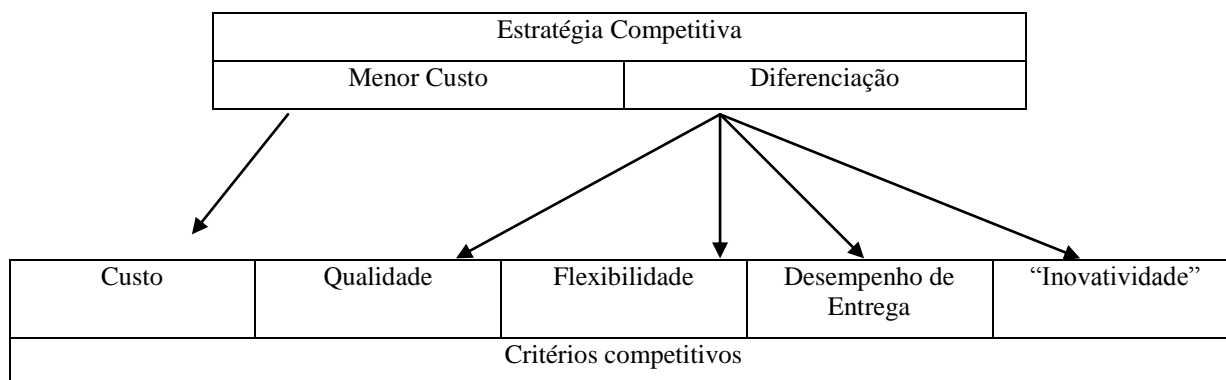 Estratégia Competitiva
Menor Custo
Diferenciação
Custo
Qualidade
Flexibilidade
Desempenho de
Entrega
“Inovatividade”
Critérios competitivos